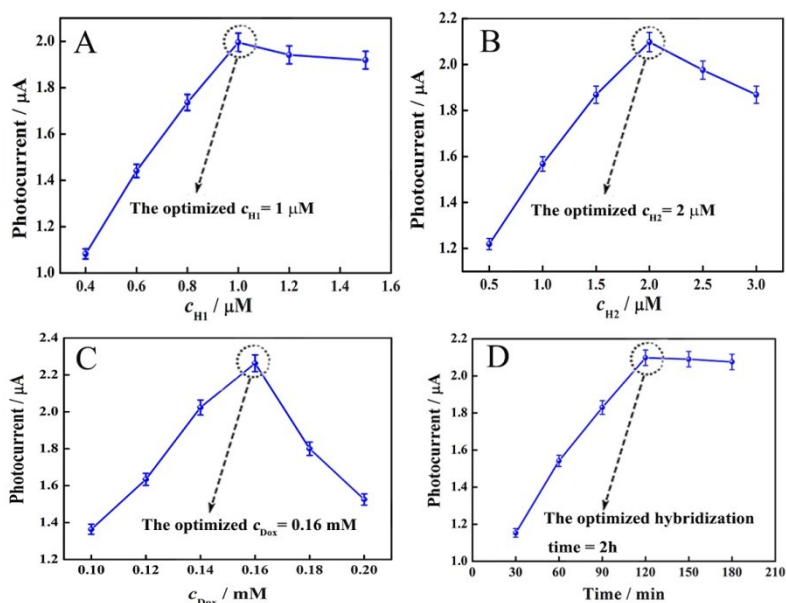 A
Photocurrent / μA
2.0
1.8
1.6
1.4
1.2
1.0
0.4 0.6 0.8 1.0 1.2 1.4 1.6
c_H1 / μM
The optimized c_H1= 1 μM
B
Photocurrent / μA
2.2
2.0
1.8
1.6
1.4
1.2
0.5 1.0 1.5 2.0 2.5 3.0
c_H2 / μM
The optimized c_H2= 2 μM
C
Photocurrent / μA
2.4
2.2
2.0
1.8
1.6
1.4
1.2
0.10 0.12 0.14 0.16 0.18 0.20
c_Dox / mM
The optimized c_Dox= 0.16 mM
D
Photocurrent / μA
2.2
2.0
1.8
1.6
1.4
1.2
1.0
0 30 60 90 120 150 180 210
Time / min
The optimized hybridization
time = 2h